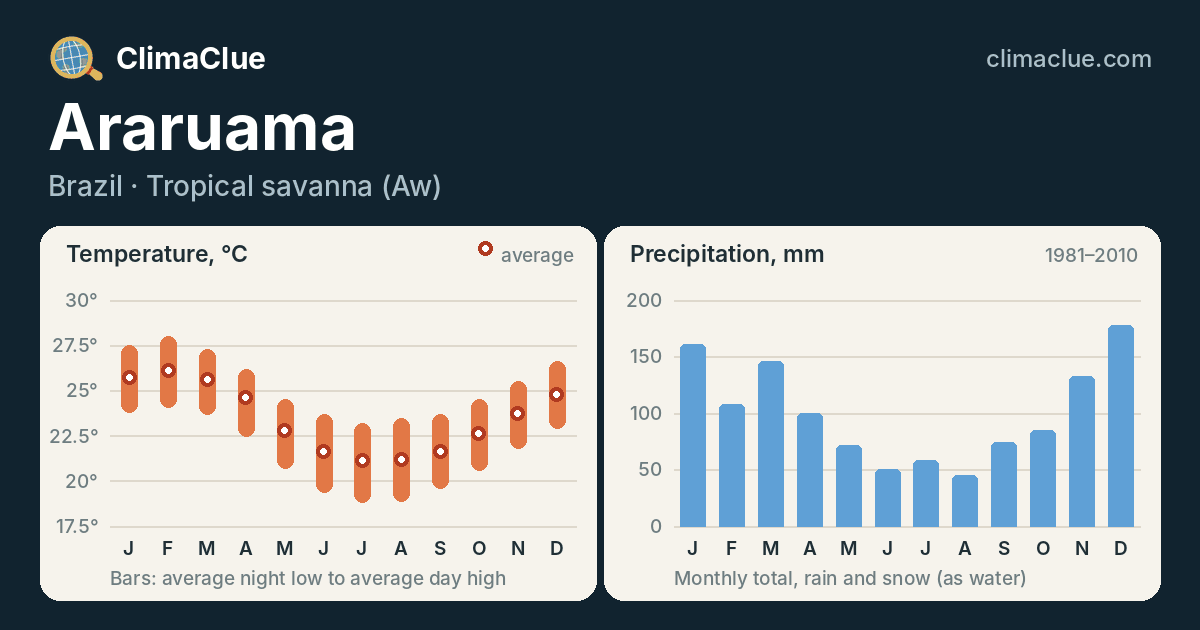 ClimaClue
climaclue.com
Araruama
Brazil · Tropical savanna (Aw)
Temperature, °C
average
30°
27.5°
25°
22.5°
20°
17.5°
J F M A M J J A S O N D
Bars: average night low to average day high
Precipitation, mm
1981–2010
200
150
100
50
0
J F M A M J J A S O N D
Monthly total, rain and snow (as water)